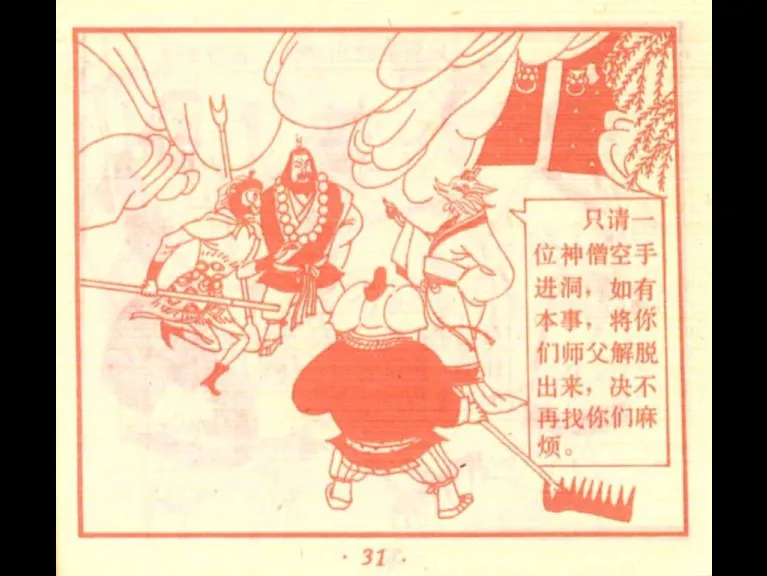 只请一
位神僧空手
进洞，如有
本事，将你
们师父解脱
出来，决不
再找你们麻
烦。
· 31 ·